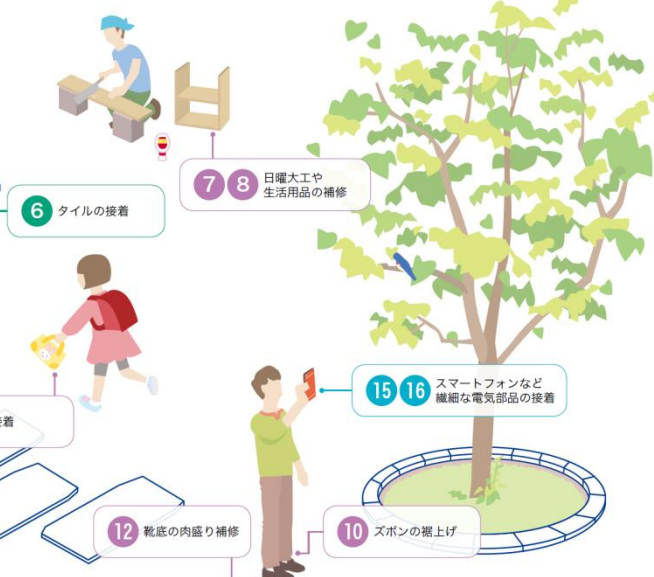 7 8 日曜大工や
生活用品の補修
6 タイルの接着
15 16 スマートフォンなど
繊細な電気部品の接着
着
12 靴底の肉盛り補修
10 ズボンの裾上げ